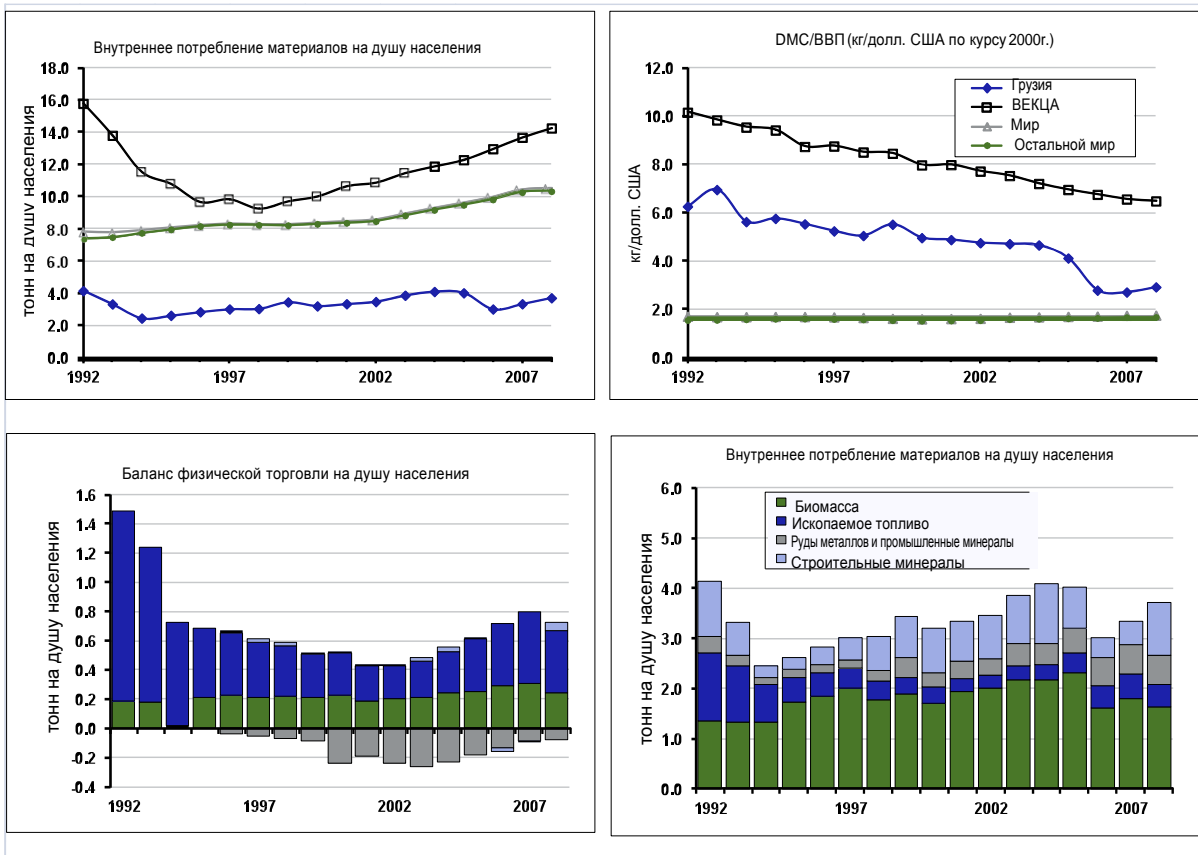 Внутреннее потребление материалов на душу населения
тонн на душу населения
18.0
16.0
14.0
12.0
10.0
8.0
6.0
4.0
2.0
0.0
1992 1997 2002 2007
DMC/ВВП (кг/долл. США по курсу 2000г.)
кг/долл. США
12.0
10.0
8.0
6.0
4.0
2.0
0.0
Грузия
ВЕКЦА
Мир
Остальной мир
1992 1997 2002 2007
Баланс физической торговли на душу населения
тонн на душу населения
1.6
1.4
1.2
1.0
0.8
0.6
0.4
0.2
0.0
-0.2
-0.4
1992 1997 2002 2007
Внутреннее потребление материалов на душу населения
тонн на душу населения
6.0
5.0
4.0
3.0
2.0
1.0
0.0
Биомасса
Ископаемое топливо
Руды металлов и промышленные минералы
Строительные минералы
1992 1997 2002 2007